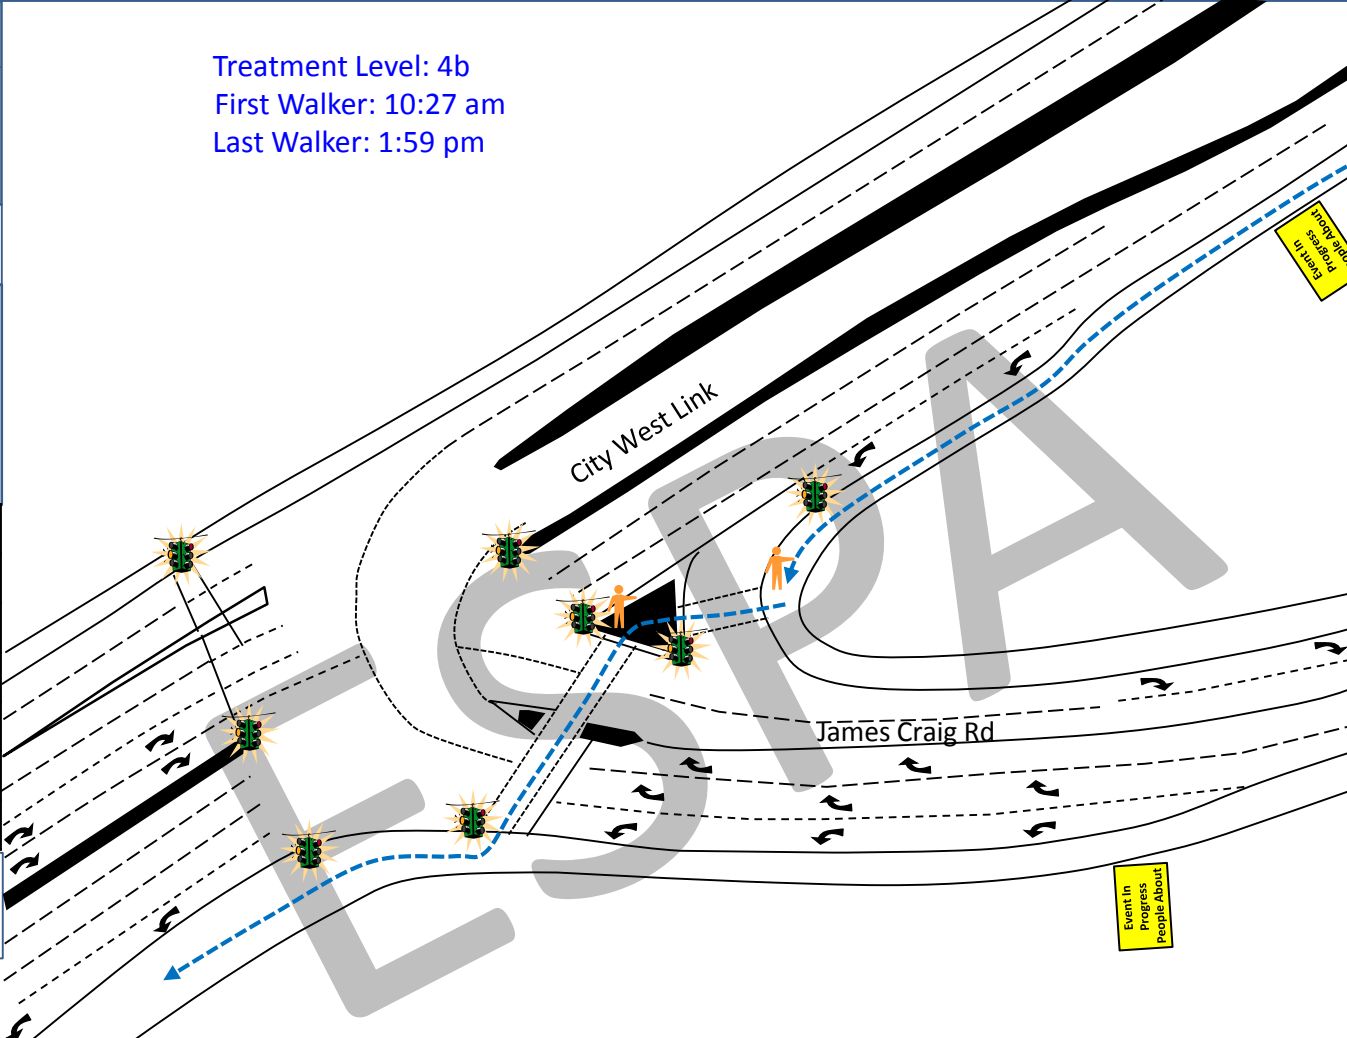 Treatment Level: 4b
First Walker: 10:27 am
Last Walker: 1:59 pm
Event In
Progress
People About
City West Link
ESPA
James Craig Rd
Event In
Progress
People About